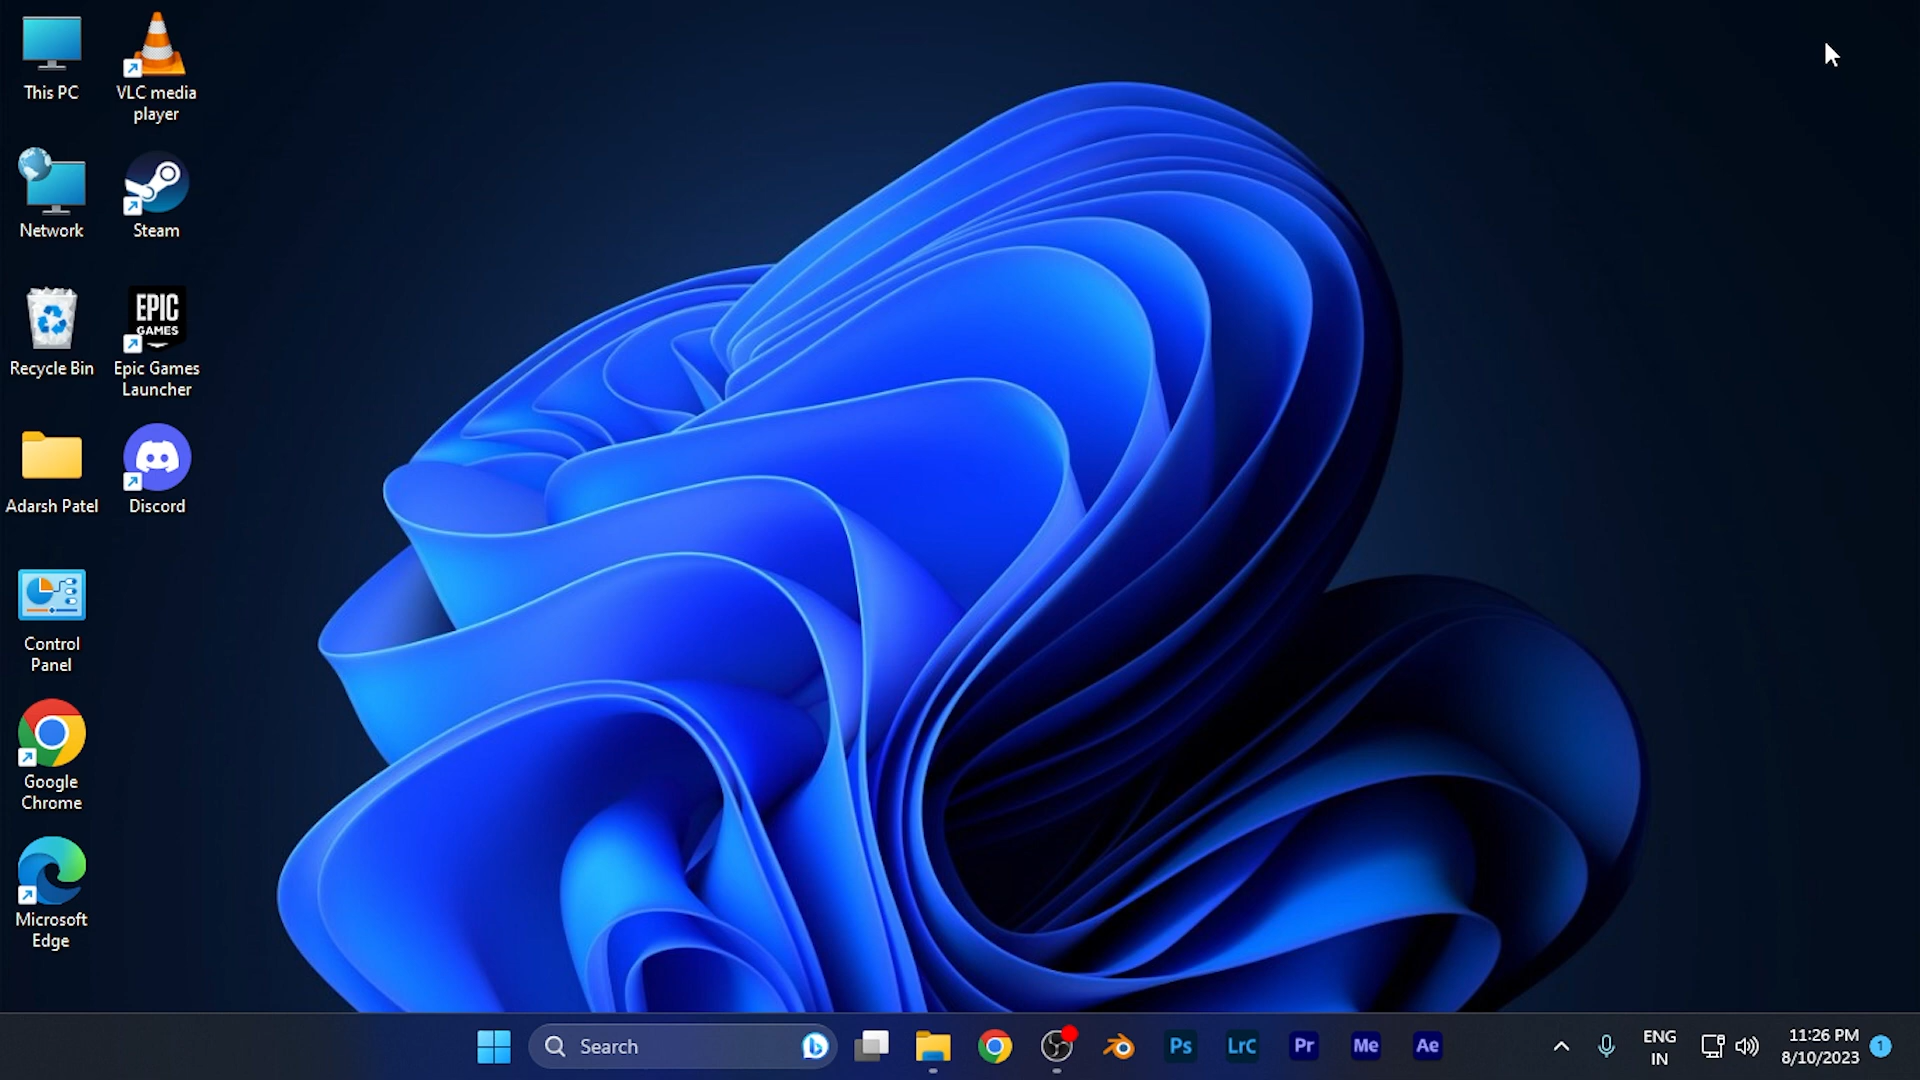 This PC
VLC media
player
Network
Steam
Recycle Bin
EPIC
GAMES
Epic Games
Launcher
Adarsh Patel
Discord
Control
Panel
Google
Chrome
Microsoft
Edge
Search
Ps
LrC
Pr
Me
Ae
ENG
IN
11:26 PM
8/10/2023
1